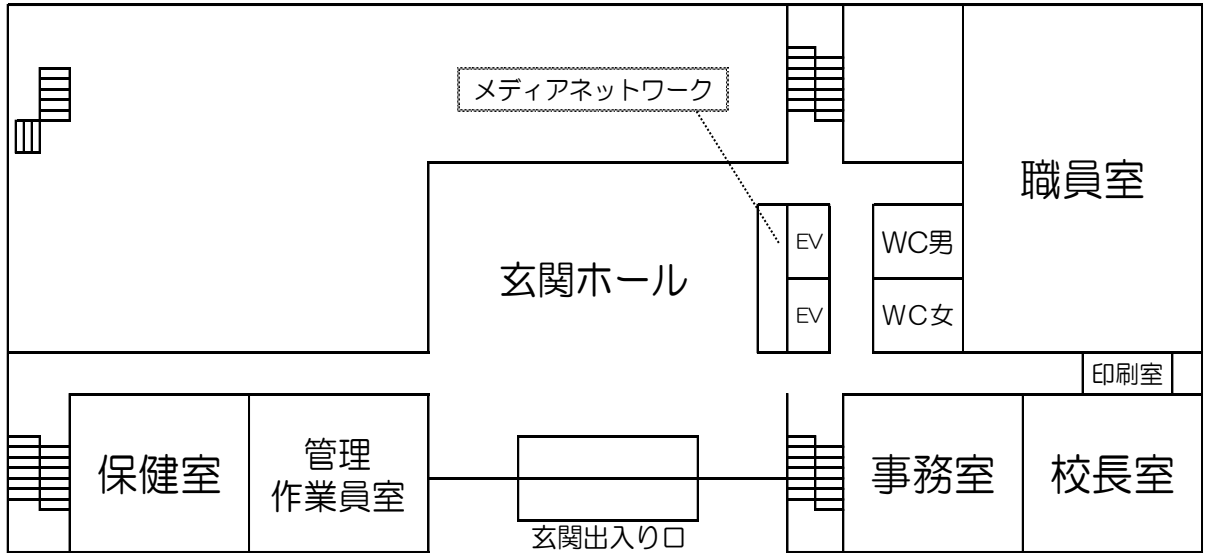 メディアネットワーク
職員室
EV
WC男
玄関ホール
EV
WC女
印刷室
保健室
管理
作業員室
事務室
校長室
玄関出入り口